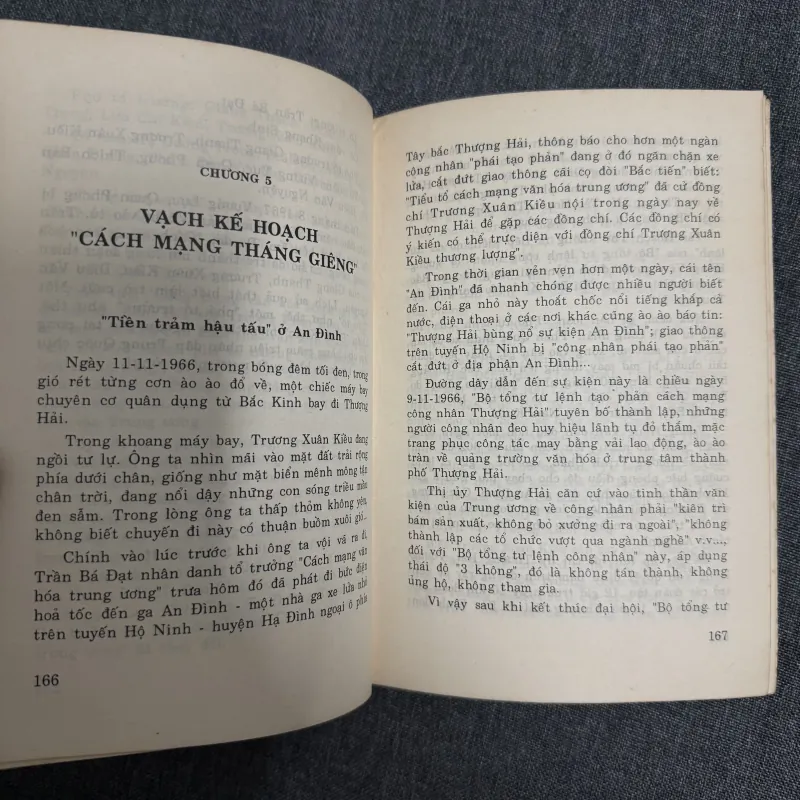 CHƯƠNG 5
VẠCH KẾ HOẠCH
"CÁCH MẠNG THÁNG GIÊNG"
"Tiền trảm hậu tấu" ở An Đình
Ngày 11-11-1966, trong bóng đêm tối đen, trong
gió rét từng cơn ào ào đổ về, một chiếc máy bay
chuyên cơ quân dụng từ Bắc Kinh bay đi Thượng
Hải.
Trong khoang máy bay, Trương Xuân Kiều đang
ngồi tư lự. Ông ta nhìn mãi vào mặt đất trải rộng
phía dưới chân, giống như mặt biển mênh mông tận
chân trời, đang nổi dậy những con sóng triều mầu
đen sẫm. Trong lòng ông ta thấp thỏm không yên,
không biết chuyến đi này có thuận buồm xuôi gió.
Chính vào lúc trước khi ông ta vội vã ra đi,
Trần Bá Đạt nhân danh tổ trưởng "Cách mạng văn
hóa trung ương" trưa hôm đó đã phát đi bức điện
hoả tốc đến ga An Đình - một nhà ga xe lửa nhỏ
trên tuyến Hộ Ninh - huyện Hạ Đình ngoại ô phía
166
Tây bắc Thượng Hải, thông báo cho hơn một ngàn
công nhân "phái tạo phản" đang ở đó ngăn chặn xe
lửa, cắt đứt giao thông cãi cọ đòi "Bắc tiến" biết:
"Tiểu tổ cách mạng văn hóa trung ương" đã cử đồng
chí Trương Xuân Kiều nội trong ngày nay về
Thượng Hải để gặp các đồng chí. Các đồng chí có
ý kiến có thể trực diện với đồng chí Trương Xuân
Kiều thương lượng".
Trong thời gian vẻn vẹn hơn một ngày, cái tên
"An Đình" đã nhanh chóng được nhiều người biết
đến. Cái ga nhỏ này thoắt chốc nổi tiếng khắp cả
nước, điện thoại ở các nơi khác cũng ào ào báo tin:
"Thượng Hải bùng nổ sự kiện An Đình"; giao thông
trên tuyến Hộ Ninh bị "công nhân phái tạo phản"
cắt đứt ở địa phận An Đình...
Đường dây dẫn đến sự kiện này là chiều ngày
9-11-1966, "Bộ tổng tư lệnh tạo phản cách mạng
công nhân Thượng Hải" tuyên bố thành lập, những
người công nhân đeo huy hiệu lãnh tụ đỏ thắm, mặc
trang phục công tác may bằng vải lao động, ào ào
tràn về quảng trường văn hóa ở trung tâm thành
phố Thượng Hải.
Thị ủy Thượng Hải căn cứ vào tinh thần văn
kiện của Trung ương về công nhân phải "kiên trì
bám sản xuất, không bỏ xưởng đi ra ngoài", "không
thành lập các tổ chức vượt qua ngành nghề" v.v...,
đối với "Bộ tổng tư lệnh công nhân" này, áp dụng
thái độ "3 không", đó là không tán thành, không
ủng hộ, không tham gia.
Vì vậy sau khi kết thúc đại hội, "Bộ tổng tư
167